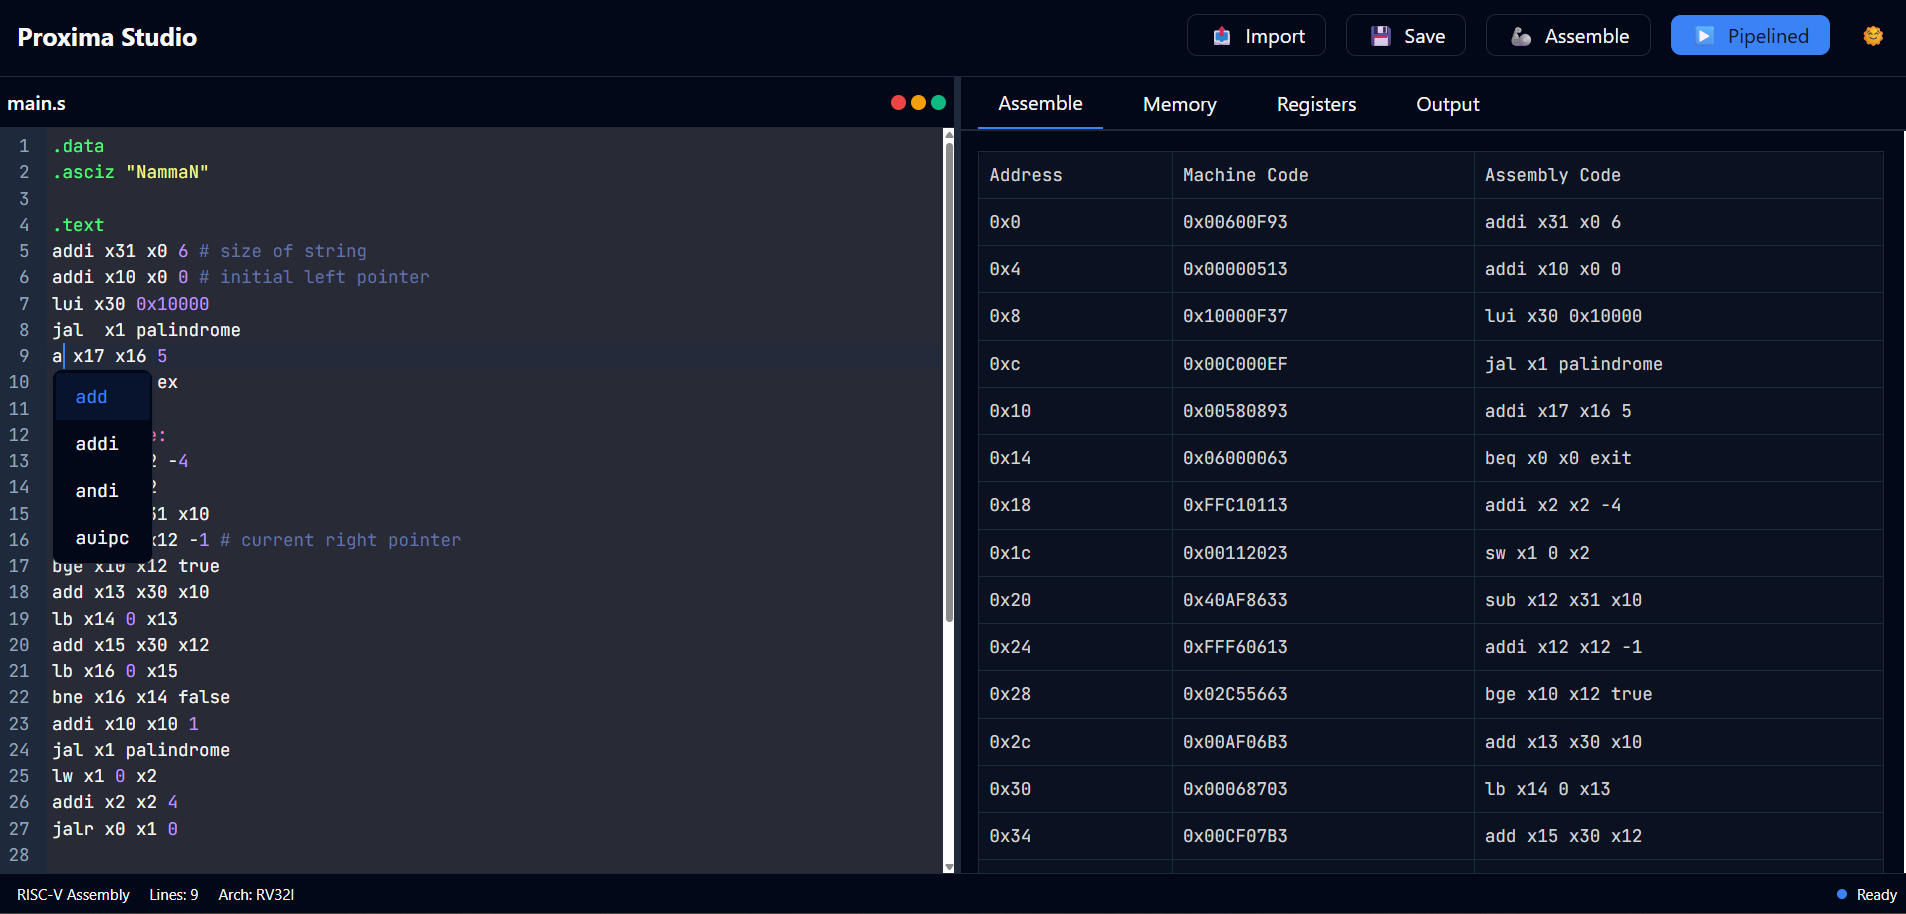 Proxima Studio
Import
Save
Assemble
Pipelined
main.s
1 .data
2 .asciz "NammaN"
3
4 .text
5 addi x31 x0 6 # size of string
6 addi x10 x0 0 # initial left pointer
7 lui x30 0x10000
8 jal  x1 palindrome
9 a x17 x16 5
10 ex
11
12 e:
13 2 -4
14 2
15 31 x10
16 x12 -1 # current right pointer
17 bge x10 x12 true
18 add x13 x30 x10
19 lb x14 0 x13
20 add x15 x30 x12
21 lb x16 0 x15
22 bne x16 x14 false
23 addi x10 x10 1
24 jal x1 palindrome
25 lw x1 0 x2
26 addi x2 x2 4
27 jalr x0 x1 0
28
add
addi
andi
auipc
Assemble Memory Registers Output
Address Machine Code Assembly Code
0x0 0x00600F93 addi x31 x0 6
0x4 0x00000513 addi x10 x0 0
0x8 0x10000F37 lui x30 0x10000
0xc 0x00C000EF jal x1 palindrome
0x10 0x00580893 addi x17 x16 5
0x14 0x06000063 beq x0 x0 exit
0x18 0xFFC10113 addi x2 x2 -4
0x1c 0x00112023 sw x1 0 x2
0x20 0x40AF8633 sub x12 x31 x10
0x24 0xFFF60613 addi x12 x12 -1
0x28 0x02C55663 bge x10 x12 true
0x2c 0x00AF06B3 add x13 x30 x10
0x30 0x00068703 lb x14 0 x13
0x34 0x00CF07B3 add x15 x30 x12
RISC-V Assembly Lines: 9 Arch: RV32I
Ready